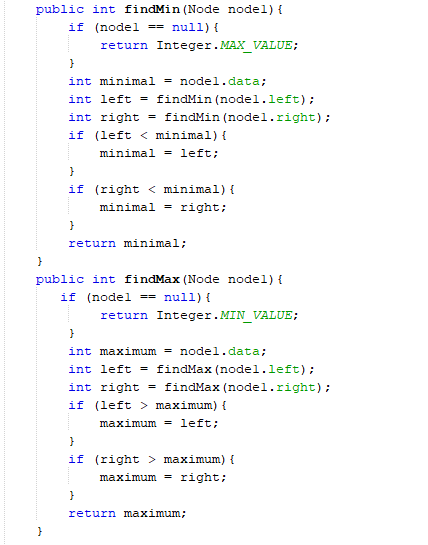 public int findMin(Node node1){
if (node1 == null){
return Integer.MAX_VALUE;
}
int minimal = node1.data;
int left = findMin(node1.left);
int right = findMin(node1.right);
if (left < minimal){
minimal = left;
}
if (right < minimal){
minimal = right;
}
return minimal;
}
public int findMax(Node node1){
if (node1 == null){
return Integer.MIN_VALUE;
}
int maximum = node1.data;
int left = findMax(node1.left);
int right = findMax(node1.right);
if (left > maximum){
maximum = left;
}
if (right > maximum){
maximum = right;
}
return maximum;
}